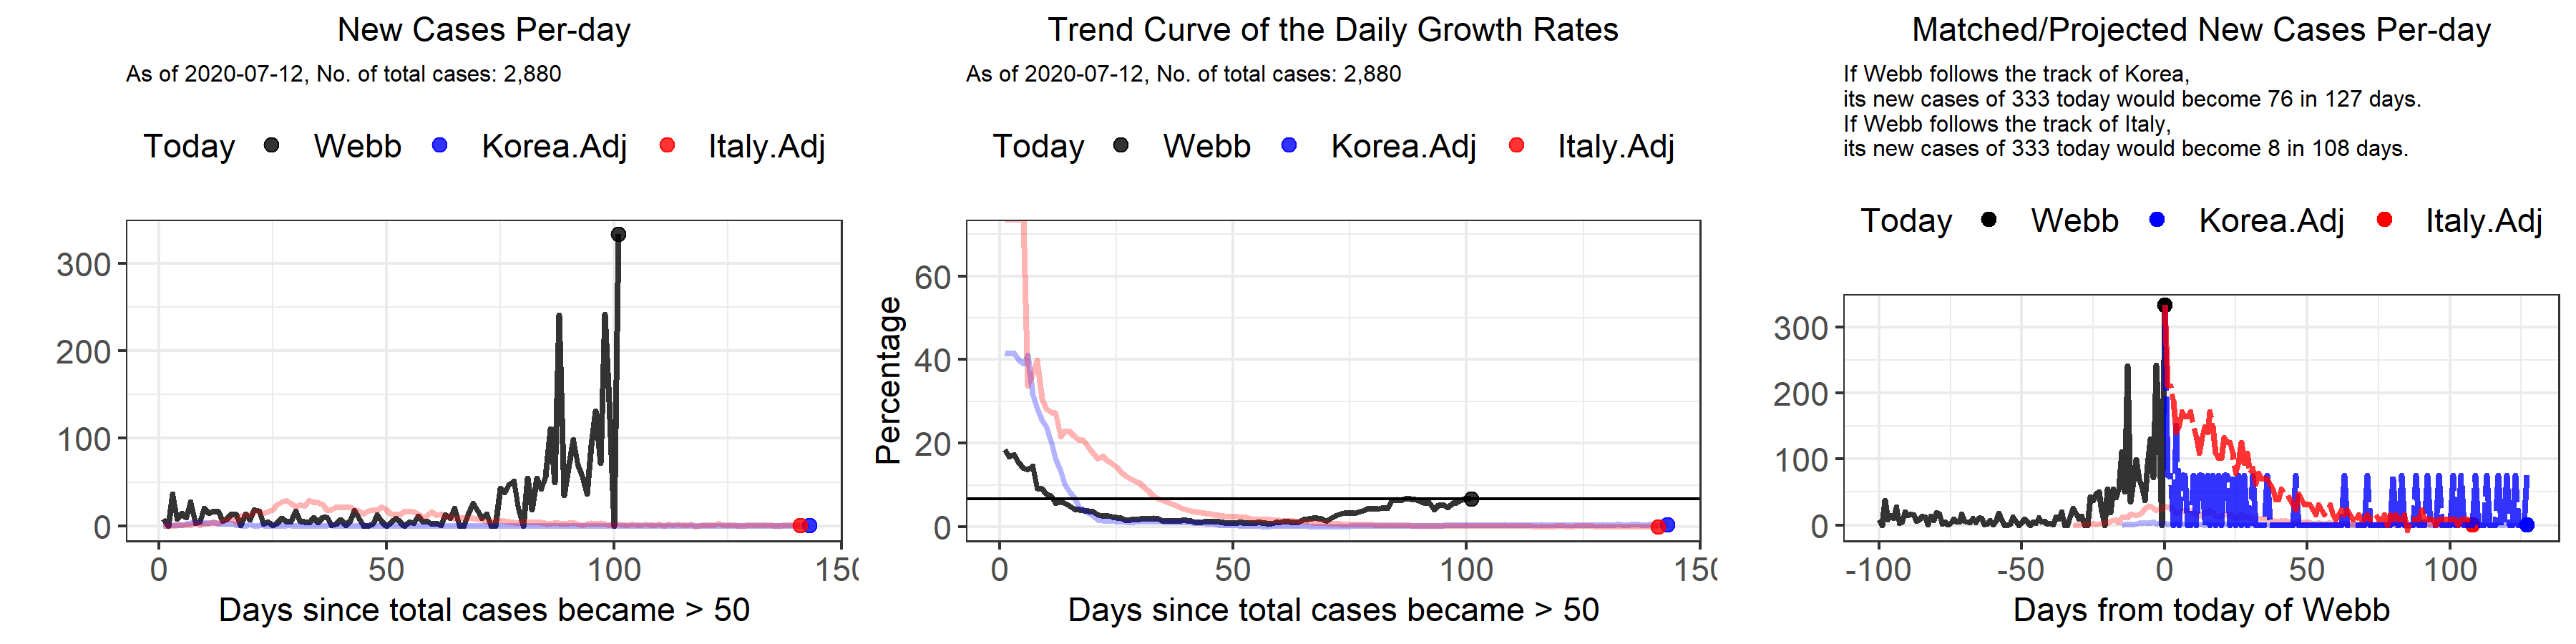 New Cases Per-day
As of 2020-07-12, No. of total cases: 2,880
Today Webb Korea.Adj Italy.Adj
300
200
100
0
0 50 100 150
Days since total cases became > 50
Trend Curve of the Daily Growth Rates
As of 2020-07-12, No. of total cases: 2,880
Today Webb Korea.Adj Italy.Adj
Percentage
60
40
20
0
0 50 100 150
Days since total cases became > 50
Matched/Projected New Cases Per-day
If Webb follows the track of Korea,
its new cases of 333 today would become 76 in 127 days.
If Webb follows the track of Italy,
its new cases of 333 today would become 8 in 108 days.
Today Webb Korea.Adj Italy.Adj
300
200
100
0
-100 -50 0 50 100
Days from today of Webb